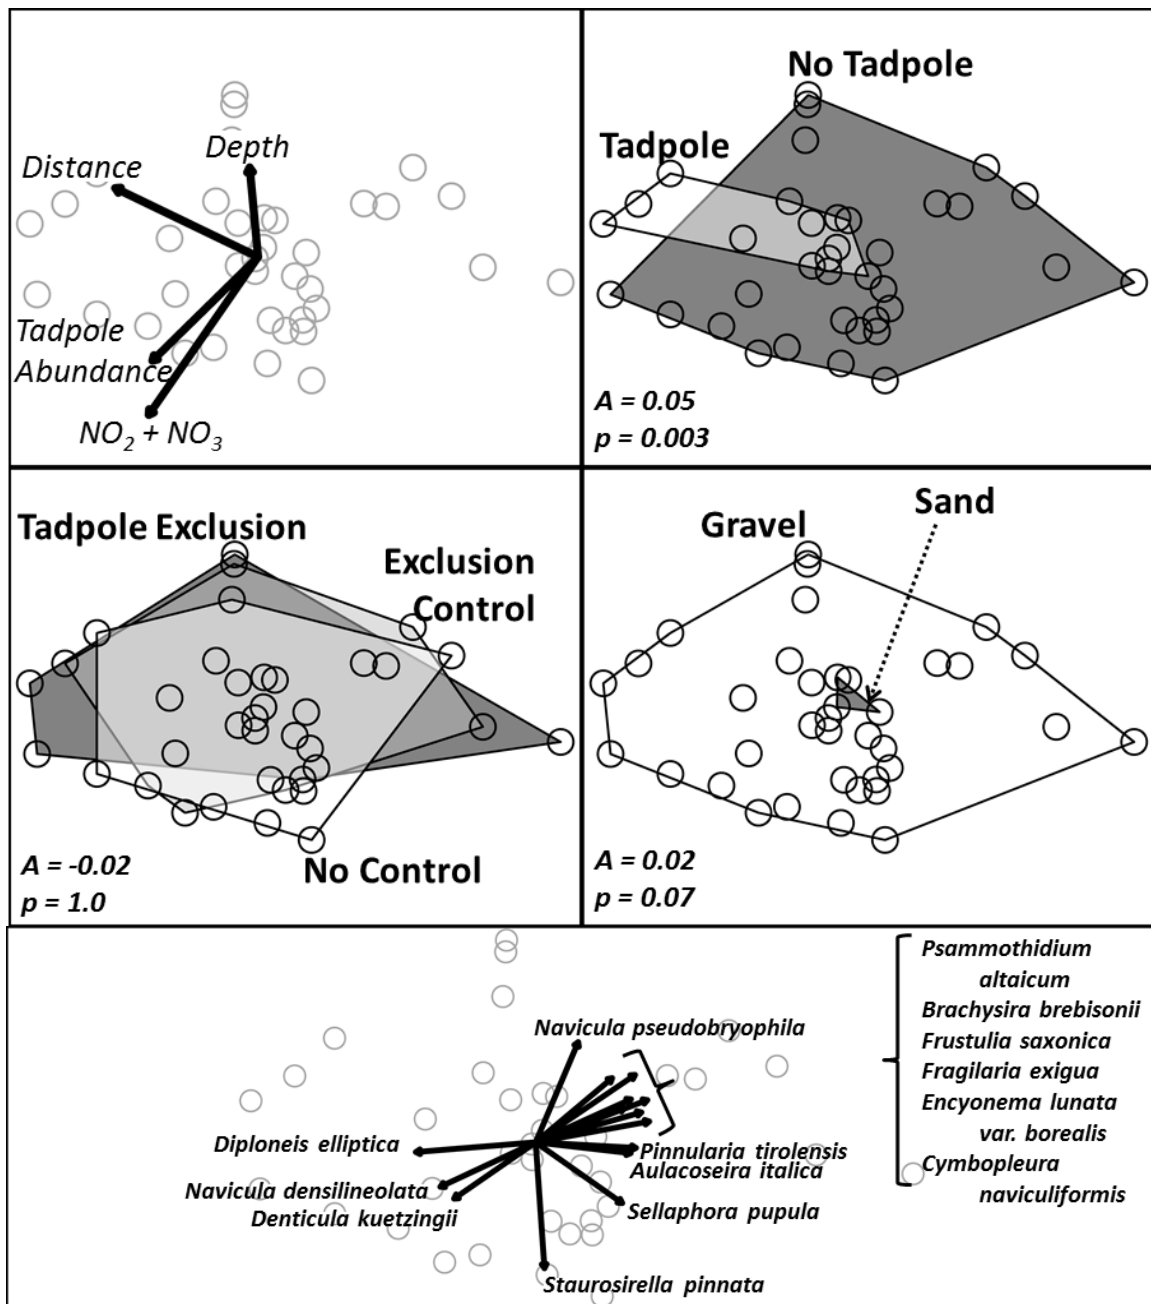 Depth
Distance
Tadpole
Abundance
NO2 + NO3
No Tadpole
Tadpole
A = 0.05
p = 0.003
Tadpole Exclusion
Exclusion
Control
No Control
A = -0.02
p = 1.0
Sand
Gravel
A = 0.02
p = 0.07
Navicula pseudobryophila
Diploneis elliptica
Navicula densilineolata
Denticula kuetzingii
Pinnularia tirolensis
Aulacoseira italica
Sellaphora pupula
Staurosirella pinnata
Psammothidium
altaicum
Brachysira brebisonii
Frustulia saxonica
Fragilaria exigua
Encyonema lunata
var. borealis
Cymbopleura
naviculiformis